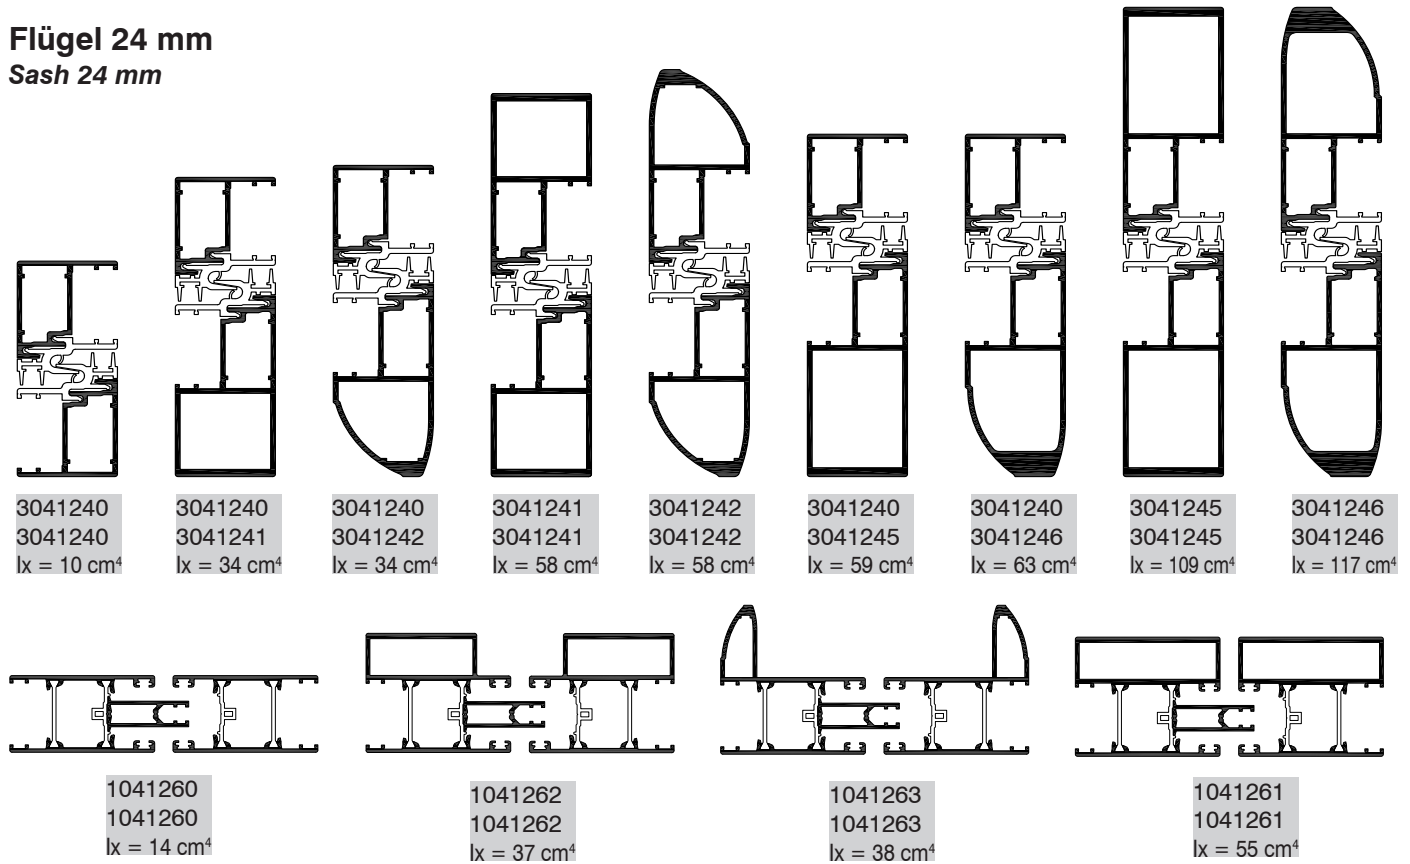 Flügel 24 mm
Sash 24 mm
3041240
3041240
Ix = 10 cm⁴
3041240
3041241
Ix = 34 cm⁴
3041240
3041242
Ix = 34 cm⁴
3041241
3041241
Ix = 58 cm⁴
3041242
3041242
Ix = 58 cm⁴
3041240
3041245
Ix = 59 cm⁴
3041240
3041246
Ix = 63 cm⁴
3041245
3041245
Ix = 109 cm⁴
3041246
3041246
Ix = 117 cm⁴
1041260
1041260
Ix = 14 cm⁴
1041262
1041262
Ix = 37 cm⁴
1041263
1041263
Ix = 38 cm⁴
1041261
1041261
Ix = 55 cm⁴